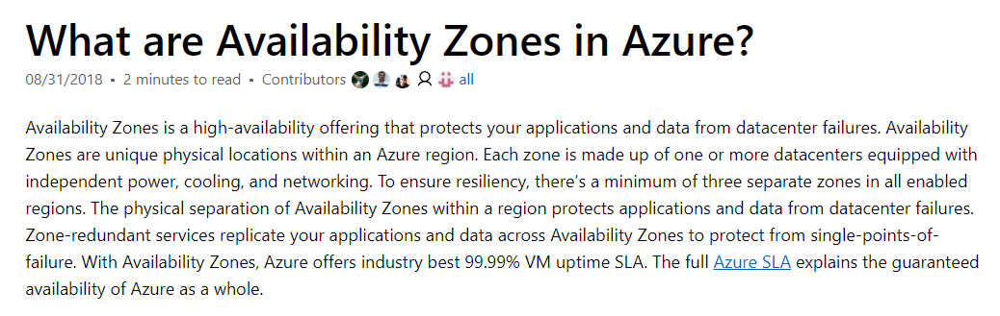 What are Availability Zones in Azure?
08/31/2018 • 2 minutes to read • Contributors all
Availability Zones is a high-availability offering that protects your applications and data from datacenter failures. Availability
Zones are unique physical locations within an Azure region. Each zone is made up of one or more datacenters equipped with
independent power, cooling, and networking. To ensure resiliency, there's a minimum of three separate zones in all enabled
regions. The physical separation of Availability Zones within a region protects applications and data from datacenter failures.
Zone-redundant services replicate your applications and data across Availability Zones to protect from single-points-of-
failure. With Availability Zones, Azure offers industry best 99.99% VM uptime SLA. The full Azure SLA explains the guaranteed
availability of Azure as a whole.